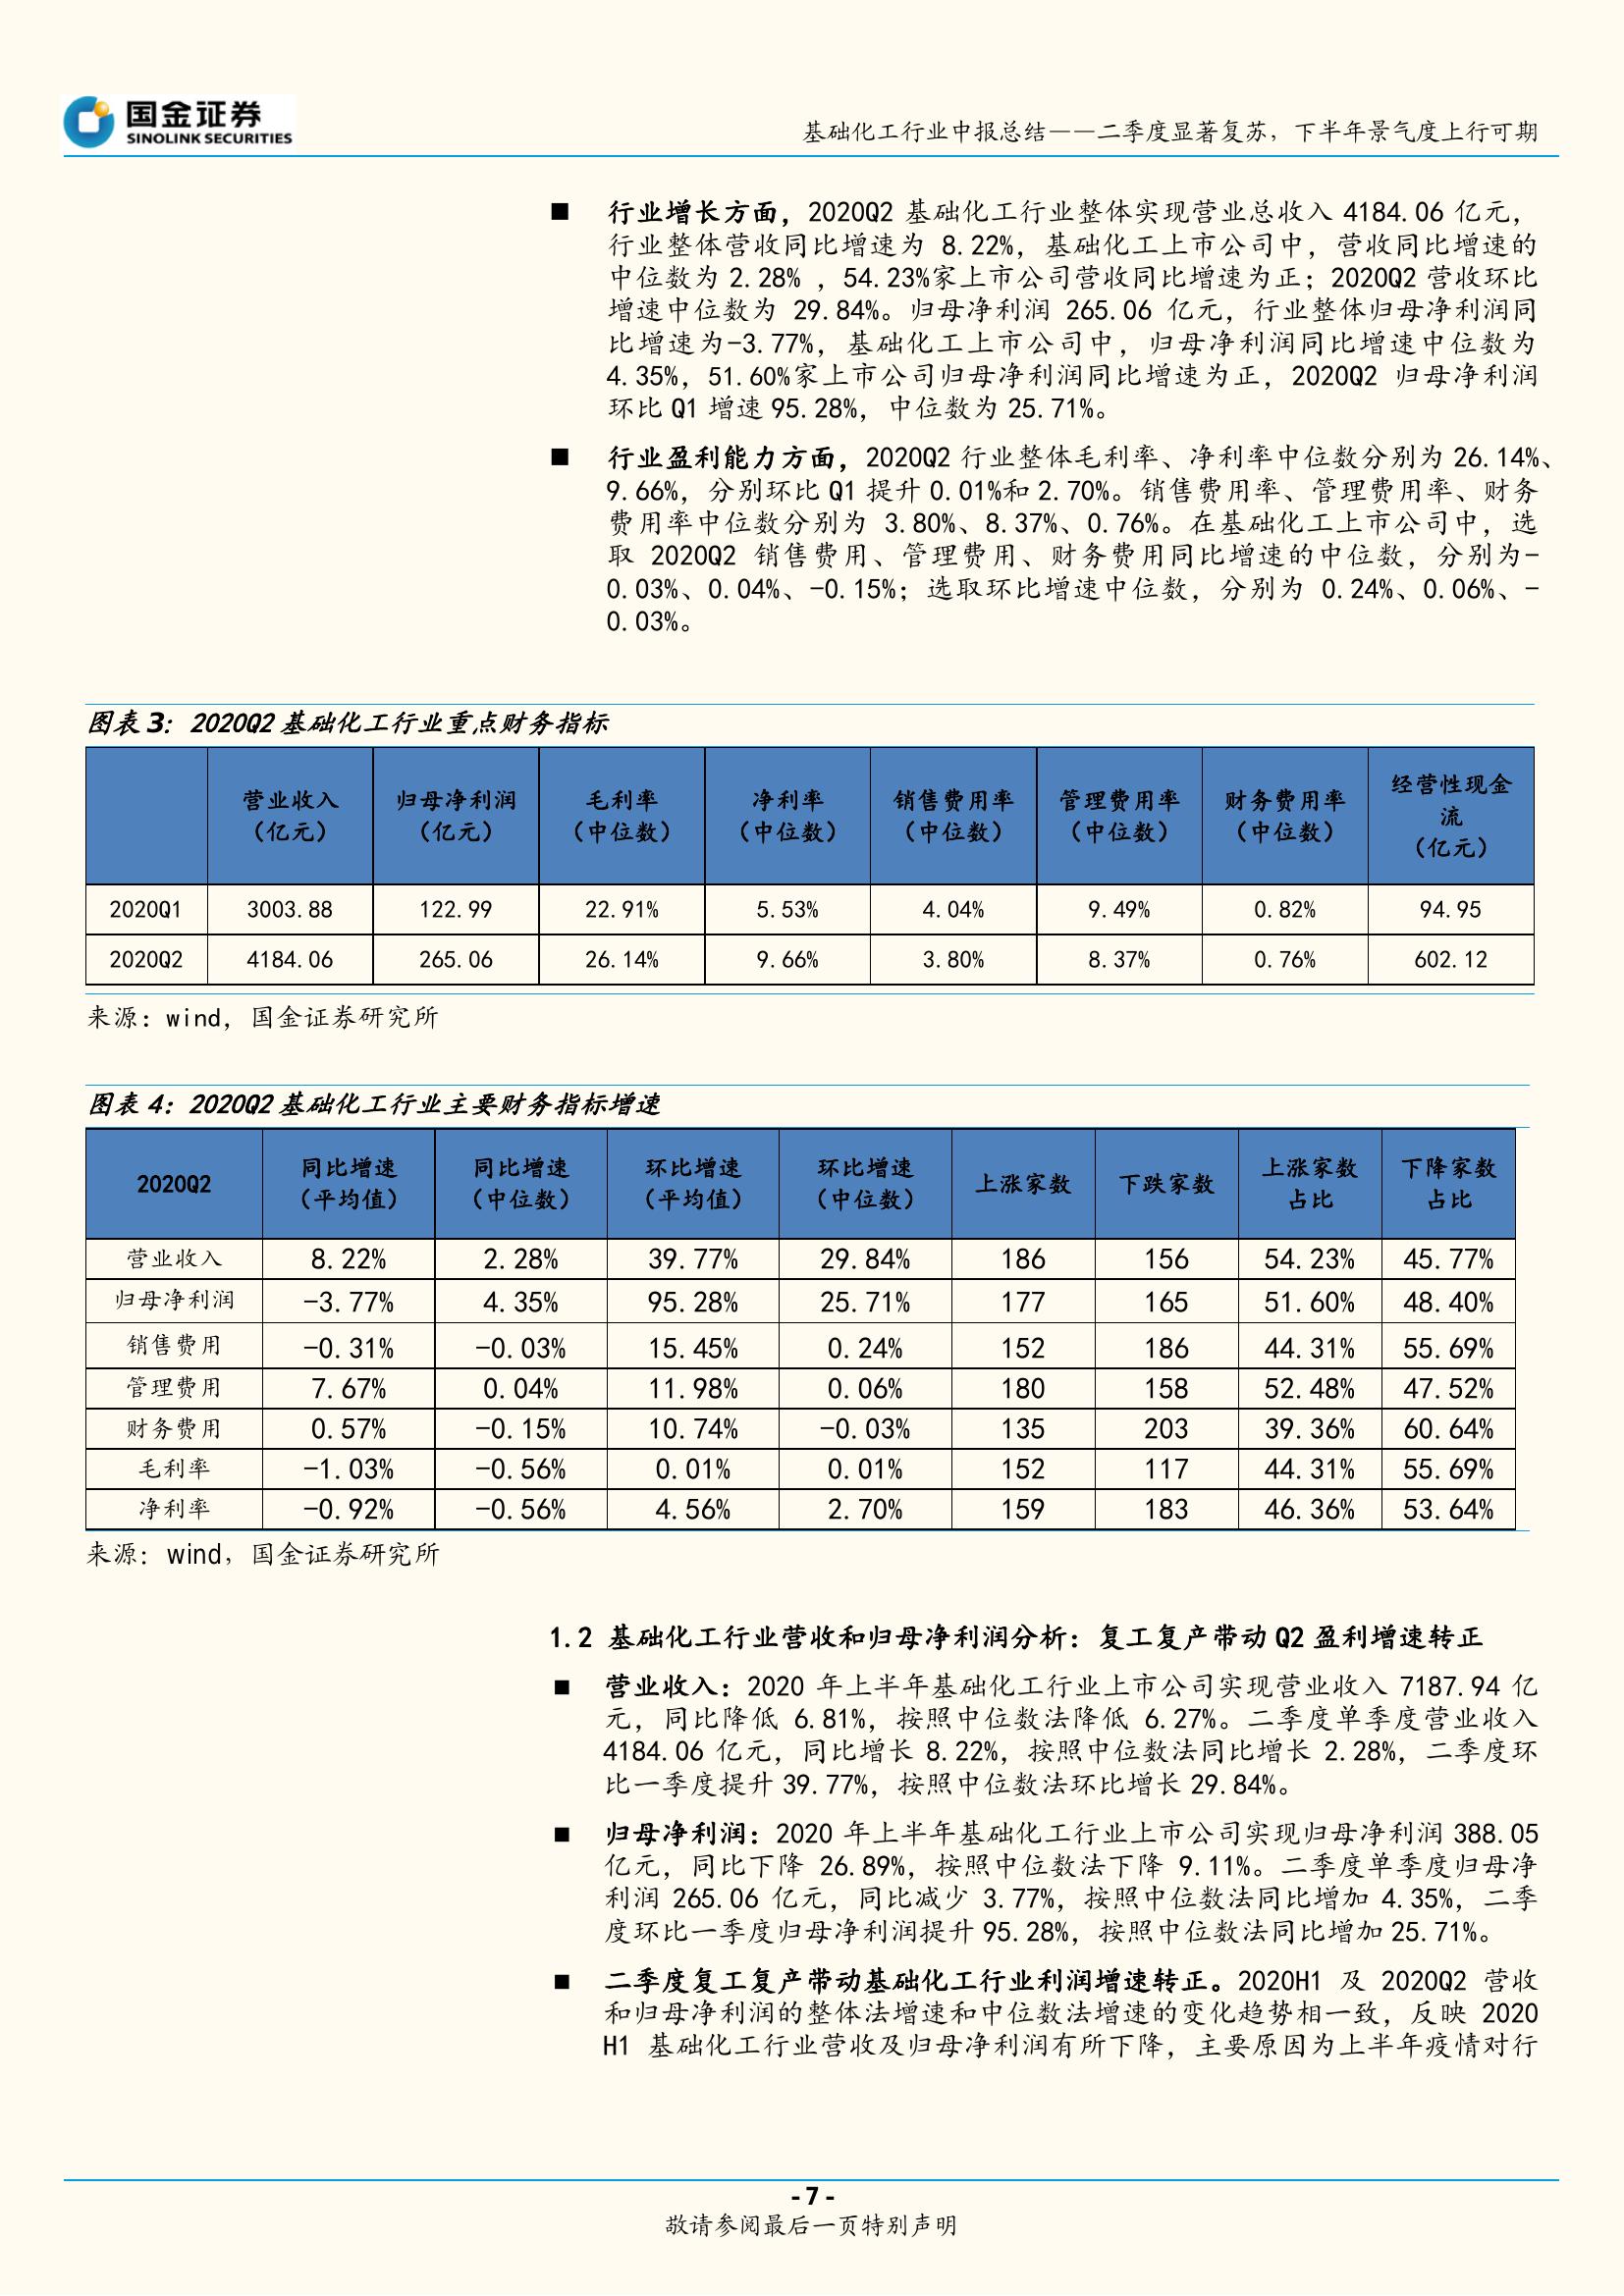 国金证券
SINOLINK SECURITIES
基础化工行业中报总结——二季度显著复苏，下半年景气度上行可期
■ 行业增长方面，2020Q2 基础化工行业整体实现营业总收入 4184.06 亿元，
行业整体营收同比增速为 8.22%，基础化工上市公司中，营收同比增速的
中位数为 2.28% ，54.23%家上市公司营收同比增速为正；2020Q2 营收环比
增速中位数为 29.84%。归母净利润 265.06 亿元，行业整体归母净利润同
比增速为-3.77%，基础化工上市公司中，归母净利润同比增速中位数为
4.35%，51.60%家上市公司归母净利润同比增速为正，2020Q2 归母净利润
环比 Q1 增速 95.28%，中位数为 25.71%。
■ 行业盈利能力方面，2020Q2 行业整体毛利率、净利率中位数分别为 26.14%、
9.66%，分别环比 Q1 提升 0.01%和 2.70%。销售费用率、管理费用率、财务
费用率中位数分别为 3.80%、8.37%、0.76%。在基础化工上市公司中，选
取 2020Q2 销售费用、管理费用、财务费用同比增速的中位数，分别为-
0.03%、0.04%、-0.15%；选取环比增速中位数，分别为 0.24%、0.06%、-
0.03%。
图表 3：2020Q2 基础化工行业重点财务指标
营业收入（亿元） 归母净利润（亿元） 毛利率（中位数） 净利率（中位数） 销售费用率（中位数） 管理费用率（中位数） 财务费用率（中位数） 经营性现金流（亿元）
2020Q1 3003.88 122.99 22.91% 5.53% 4.04% 9.49% 0.82% 94.95
2020Q2 4184.06 265.06 26.14% 9.66% 3.80% 8.37% 0.76% 602.12
来源：wind，国金证券研究所
图表 4：2020Q2 基础化工行业主要财务指标增速
2020Q2 同比增速（平均值） 同比增速（中位数） 环比增速（平均值） 环比增速（中位数） 上涨家数 下跌家数 上涨家数占比 下降家数占比
营业收入 8.22% 2.28% 39.77% 29.84% 186 156 54.23% 45.77%
归母净利润 -3.77% 4.35% 95.28% 25.71% 177 165 51.60% 48.40%
销售费用 -0.31% -0.03% 15.45% 0.24% 152 186 44.31% 55.69%
管理费用 7.67% 0.04% 11.98% 0.06% 180 158 52.48% 47.52%
财务费用 0.57% -0.15% 10.74% -0.03% 135 203 39.36% 60.64%
毛利率 -1.03% -0.56% 0.01% 0.01% 152 117 44.31% 55.69%
净利率 -0.92% -0.56% 4.56% 2.70% 159 183 46.36% 53.64%
来源：wind，国金证券研究所
1.2 基础化工行业营收和归母净利润分析：复工复产带动 Q2 盈利增速转正
■ 营业收入：2020 年上半年基础化工行业上市公司实现营业收入 7187.94 亿
元，同比降低 6.81%，按照中位数法降低 6.27%。二季度单季度营业收入
4184.06 亿元，同比增长 8.22%，按照中位数法同比增长 2.28%，二季度环
比一季度提升 39.77%，按照中位数法环比增长 29.84%。
■ 归母净利润：2020 年上半年基础化工行业上市公司实现归母净利润 388.05
亿元，同比下降 26.89%，按照中位数法下降 9.11%。二季度单季度归母净
利润 265.06 亿元，同比减少 3.77%，按照中位数法同比增加 4.35%，二季
度环比一季度归母净利润提升 95.28%，按照中位数法同比增加 25.71%。
■ 二季度复工复产带动基础化工行业利润增速转正。2020H1 及 2020Q2 营收
和归母净利润的整体法增速和中位数法增速的变化趋势相一致，反映 2020
H1 基础化工行业营收及归母净利润有所下降，主要原因为上半年疫情对行
- 7 -
敬请参阅最后一页特别声明